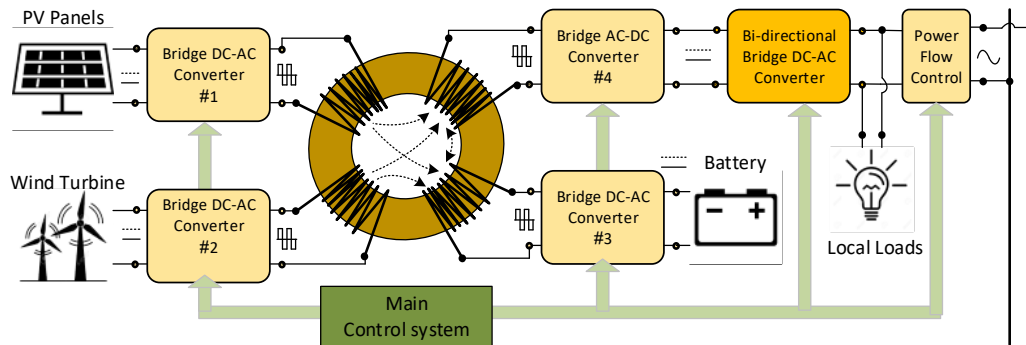 PV Panels
Bridge DC-AC
Converter
#1
Bridge AC-DC
Converter
#4
Bi-directional
Bridge DC-AC
Converter
Power
Flow
Control
Wind Turbine
Bridge DC-AC
Converter
#2
Bridge DC-AC
Converter
#3
Battery
Local Loads
Main
Control system